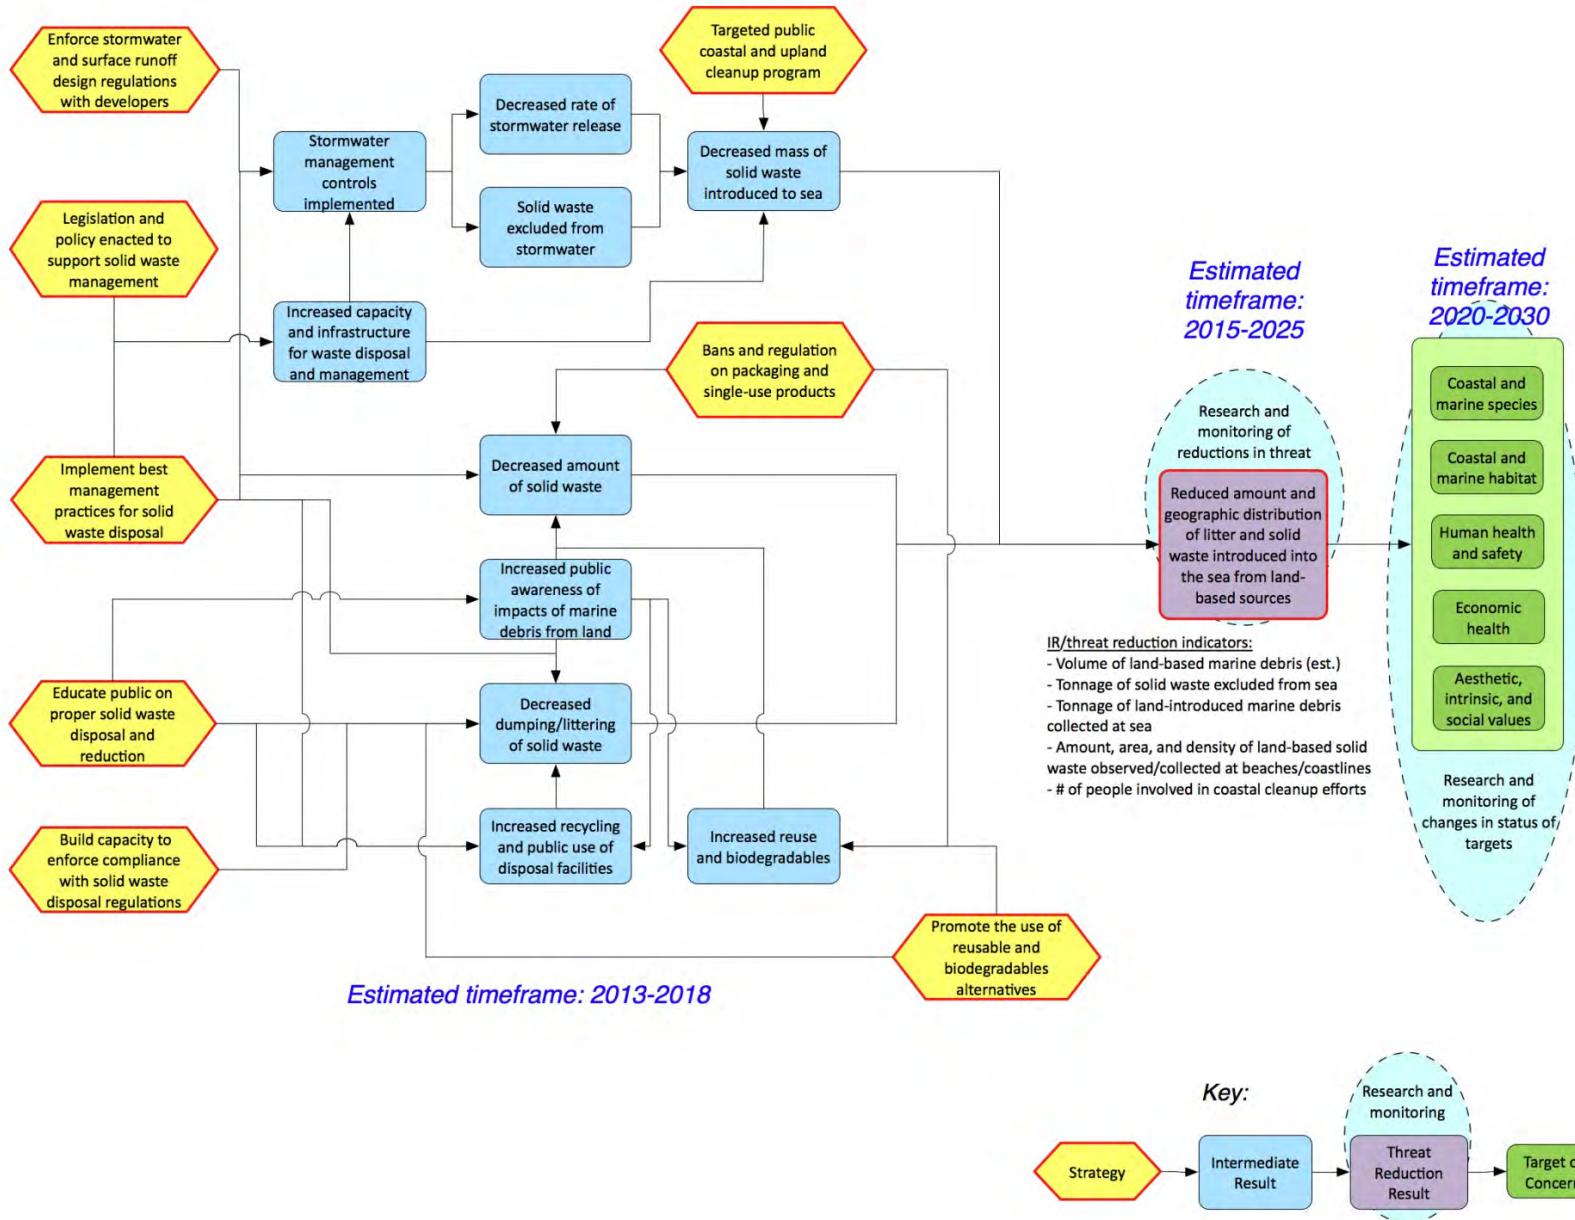 Enforce stormwater
and surface runoff
design regulations
with developers
Targeted public
coastal and upland
cleanup program
Decreased rate of
stormwater release
Stormwater
management
controls
implemented
Decreased mass of
solid waste
introduced to sea
Solid waste
excluded from
stormwater
Legislation and
policy enacted to
support solid waste
management
Increased capacity
and infrastructure
for waste disposal
and management
Bans and regulation
on packaging and
single-use products
Estimated
timeframe:
2015-2025
Estimated
timeframe:
2020-2030
Implement best
management
practices for solid
waste disposal
Decreased amount
of solid waste
Research and
monitoring of
reductions in threat
Reduced amount and
geographic distribution
of litter and solid
waste introduced into
the sea from land-
based sources
Coastal and
marine species
Coastal and
marine habitat
Human health
and safety
Economic
health
Aesthetic,
intrinsic, and
social values
Research and
monitoring of
changes in status of
targets
Increased public
awareness of
impacts of marine
debris from land
IR/threat reduction indicators:
- Volume of land-based marine debris (est.)
- Tonnage of solid waste excluded from sea
- Tonnage of land-introduced marine debris
collected at sea
- Amount, area, and density of land-based solid
waste observed/collected at beaches/coastlines
- # of people involved in coastal cleanup efforts
Educate public on
proper solid waste
disposal and
reduction
Decreased
dumping/littering
of solid waste
Build capacity to
enforce compliance
with solid waste
disposal regulations
Increased recycling
and public use of
disposal facilities
Increased reuse
and biodegradables
Promote the use of
reusable and
biodegradables
alternatives
Estimated timeframe: 2013-2018
Key:
Research and
monitoring
Strategy
Intermediate
Result
Threat
Reduction
Result
Target
Concern